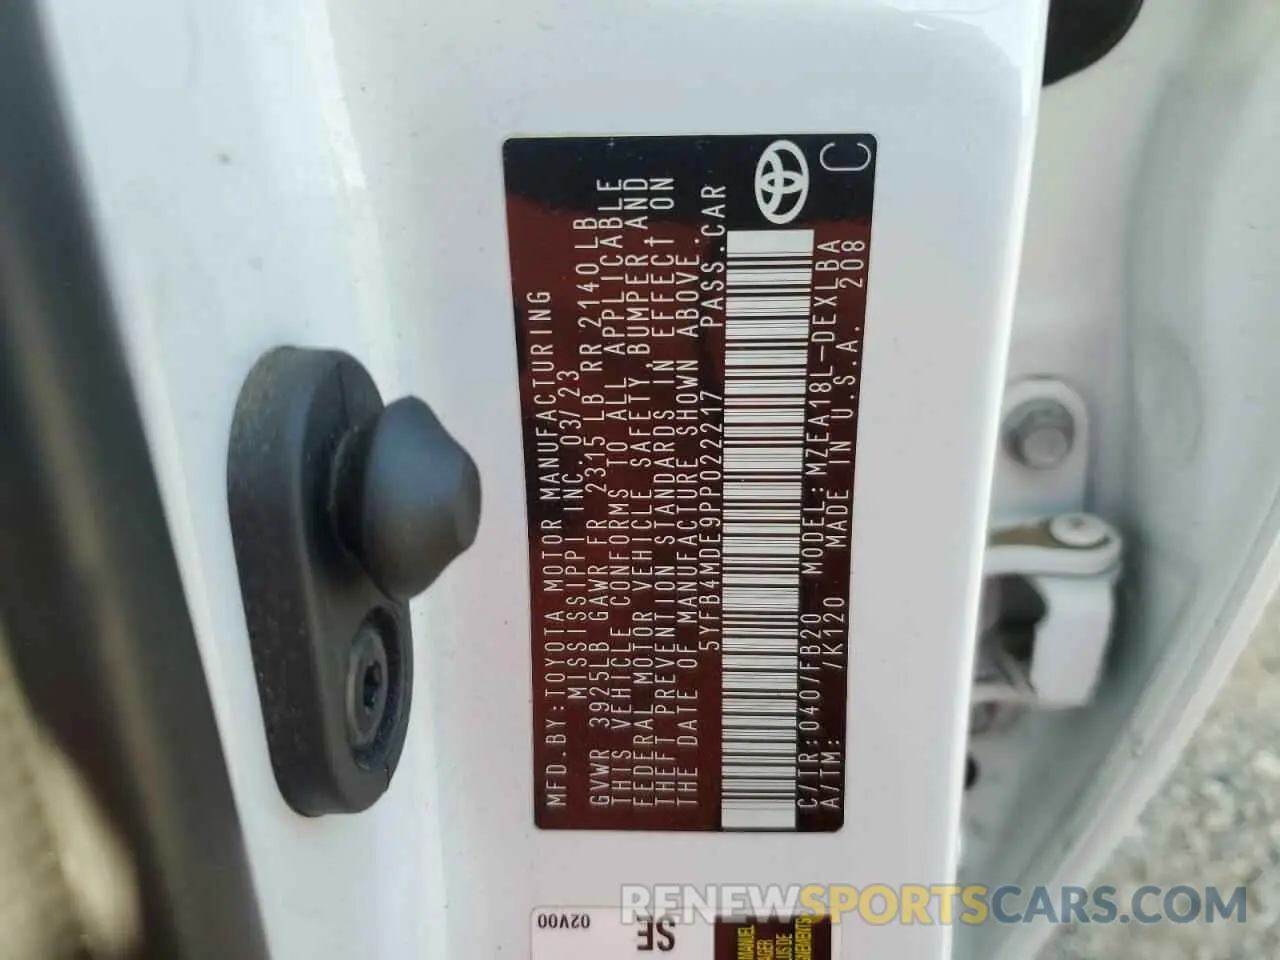 MFD.BY:TOYOTA MOTOR MANUFACTURING
MISSISSIPPI INC.03/23
GVWR 3925LB GAWR FR 2315LB RR2140LB
THIS VEHICLE CONFORMS TO ALL APPLICABLE
FEDERAL MOTOR VEHICLE SAFETY,BUMPER,AND
THEFT PREVENTION STANDARDS IN EFFECT ON
THE DATE OF MANUFACTURE SHOWN ABOVE.
5YFB4MDE9PP022217 PASS.CAR
C/TR:040/FB20 MODEL:MZEA18L-DEXLBA
A/TM: /K120 MADE IN U.S.A. 208
C
02V00
SE
MANUEL
RENEWSPORTSCARS.COM